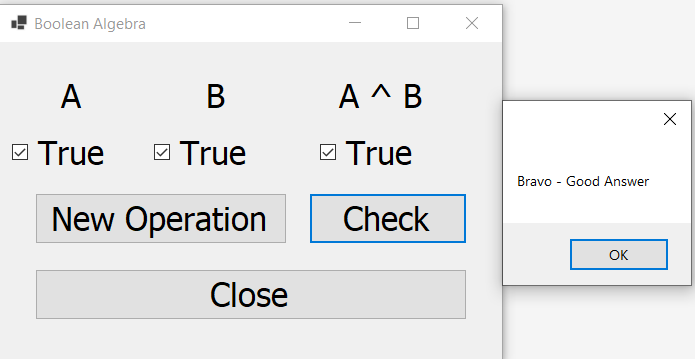 Boolean Algebra
A B A ^ B
True True True
New Operation Check
Close
Bravo - Good Answer
OK